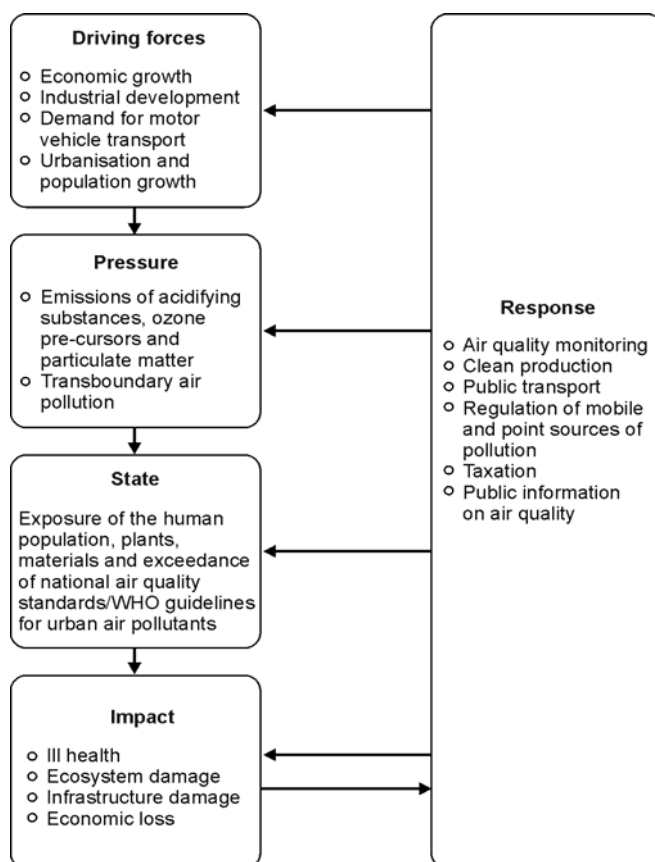 Driving forces
○ Economic growth
○ Industrial development
○ Demand for motor
vehicle transport
○ Urbanisation and
population growth
Pressure
○ Emissions of acidifying
substances, ozone
pre-cursors and
particulate matter
○ Transboundary air
pollution
State
Exposure of the human
population, plants,
materials and exceedance
of national air quality
standards/WHO guidelines
for urban air pollutants
Impact
○ Ill health
○ Ecosystem damage
○ Infrastructure damage
○ Economic loss
Response
○ Air quality monitoring
○ Clean production
○ Public transport
○ Regulation of mobile
and point sources of
pollution
○ Taxation
○ Public information
on air quality